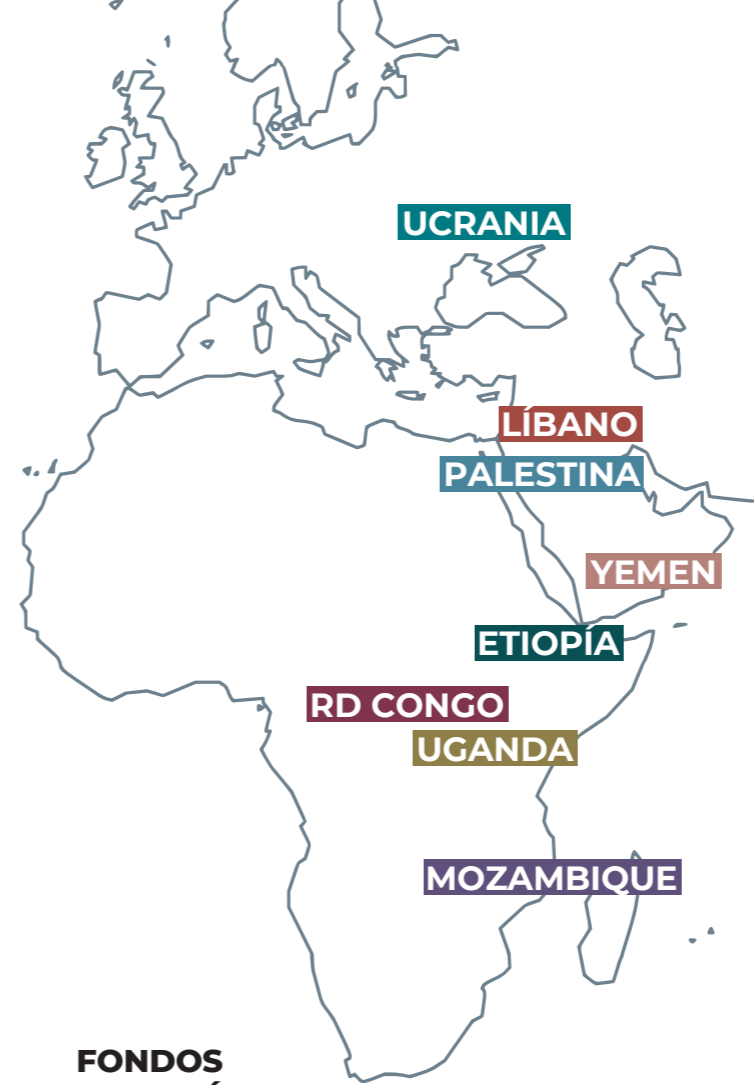 UCRANIA
LÍBANO
PALESTINA
YEMEN
ETIOPÍA
RD CONGO
UGANDA
MOZAMBIQUE
FONDOS